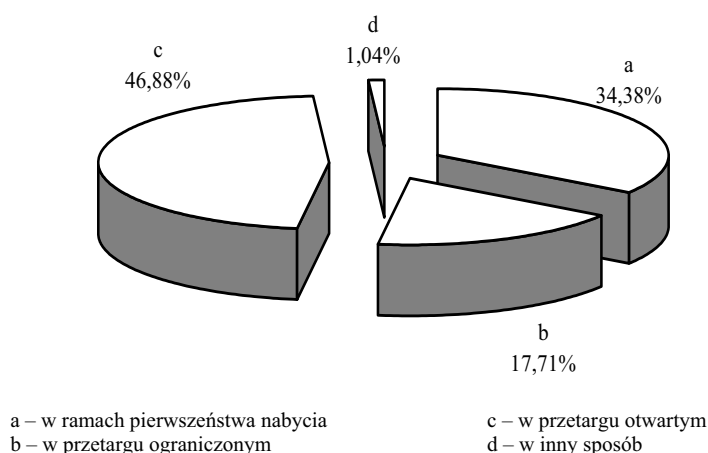 d
1,04%
c
46,88%
a
34,38%
b
17,71%
a – w ramach pierwszeństwa nabycia
c – w przetargu otwartym
b – w przetargu ograniczonym
d – w inny sposób